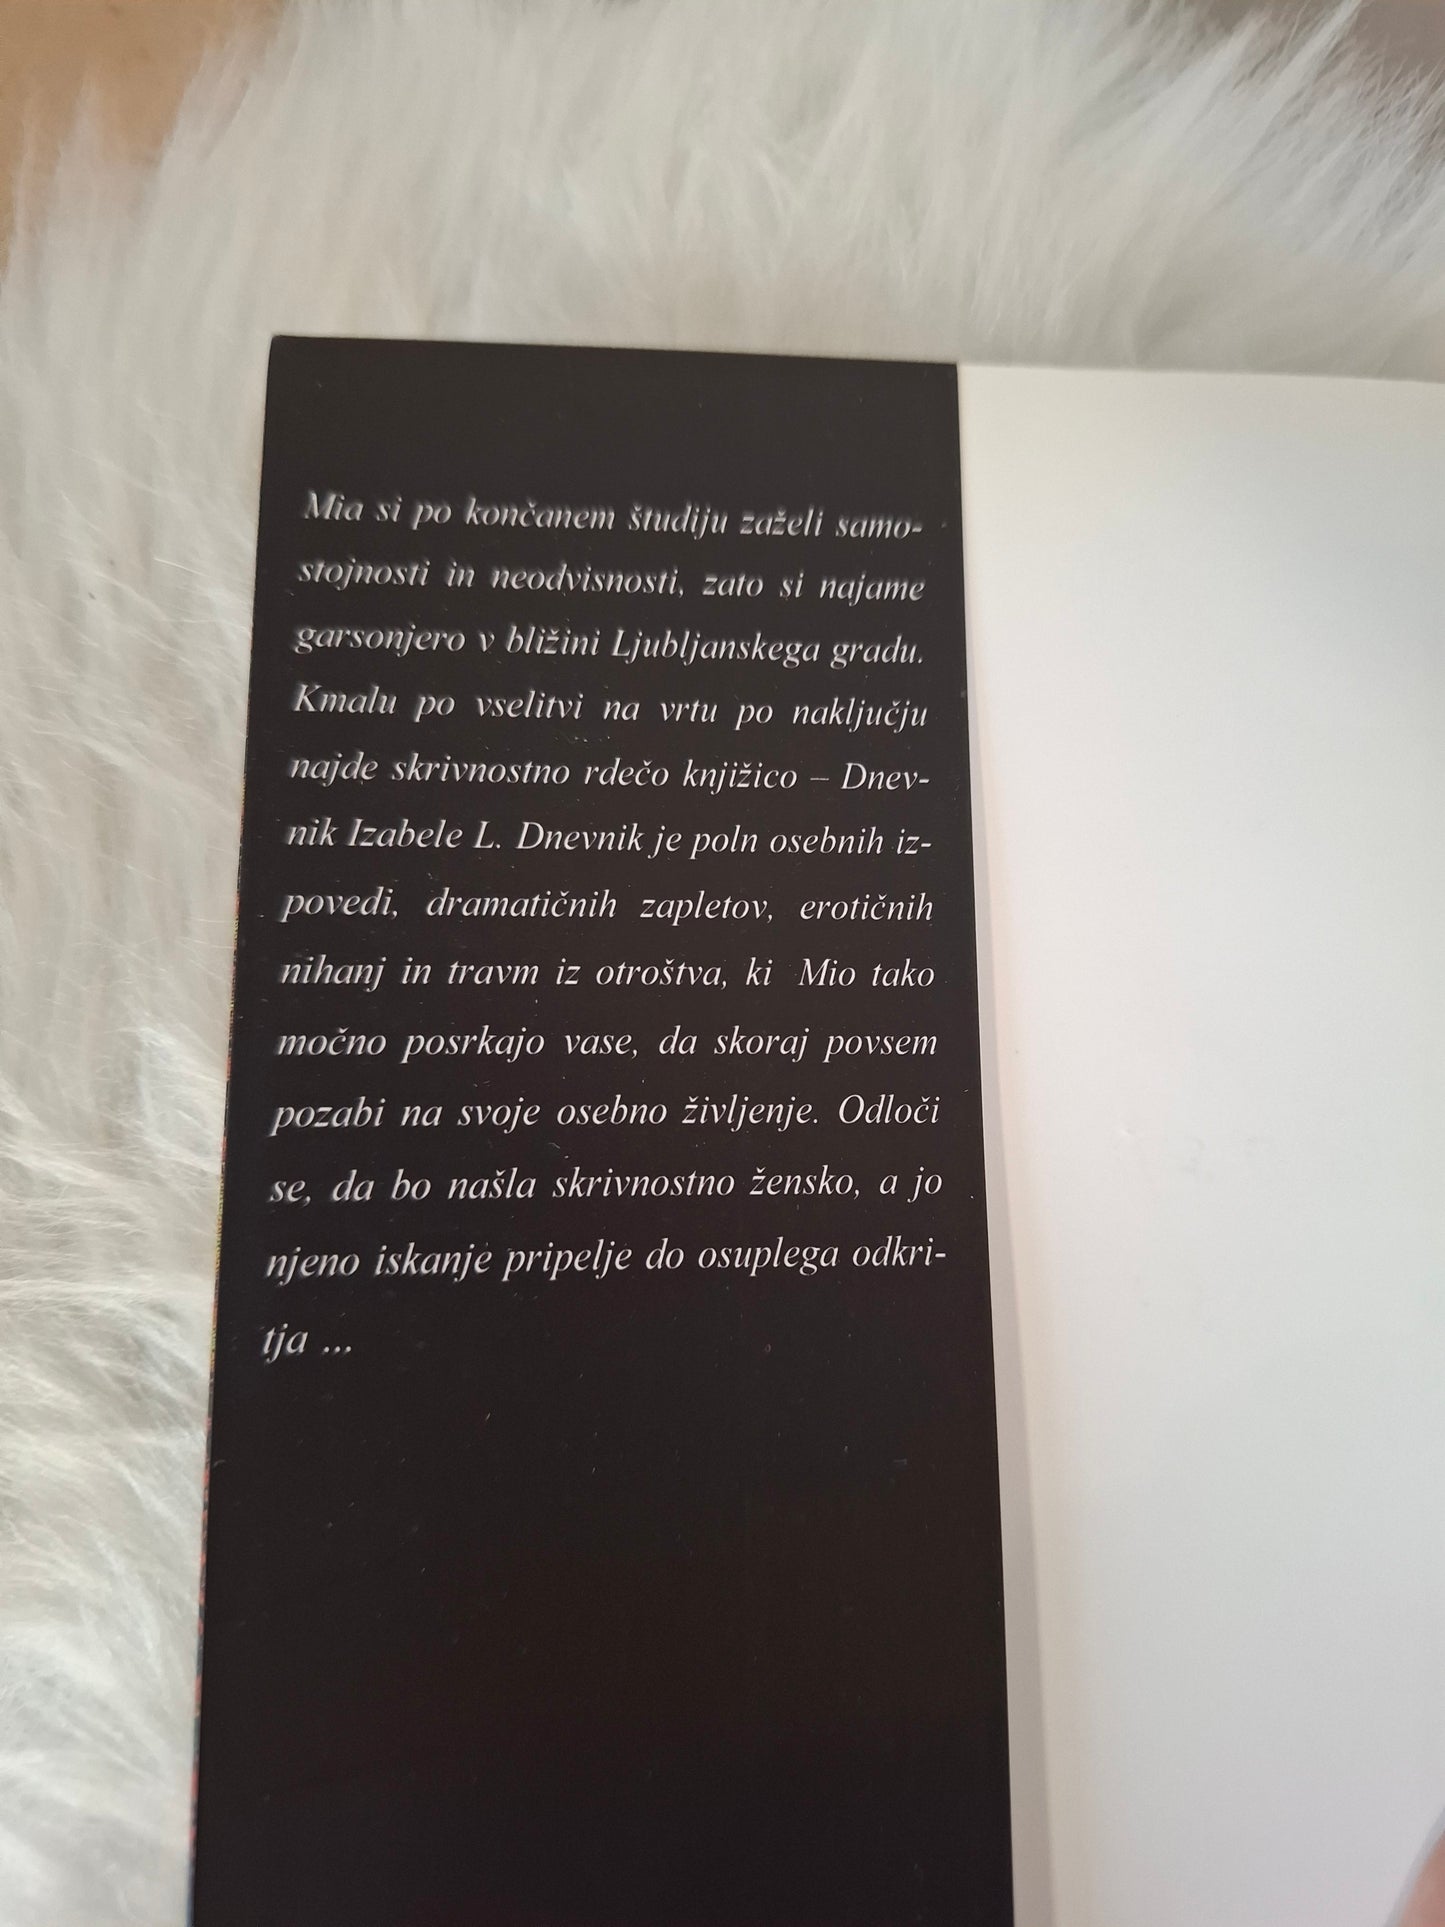 Mia si po končanem študiju zaželi samo-
stojnosti in neodvisnosti, zato si najame
garsonjero v bližini Ljubljanskega gradu.
Kmalu po vselitvi na vrtu po naključju
najde skrivnostno rdečo knjižico – Dnev-
nik Izabele L. Dnevnik je poln osebnih iz-
povedi, dramatičnih zapletov, erotičnih
nihanj in travm iz otroštva, ki Mio tako
močno posrkajo vase, da skoraj povsem
pozabi na svoje osebno življenje. Odloči
se, da bo našla skrivnostno žensko, a jo
njeno iskanje pripelje do osuplega odkri-
tja ...